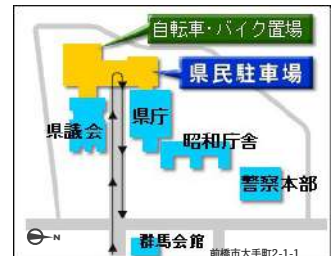 自転車・バイク置場
県民駐車場
県議会
県庁
昭和庁舎
警察本部
N
群馬会館
前橋市大手町2-1-1